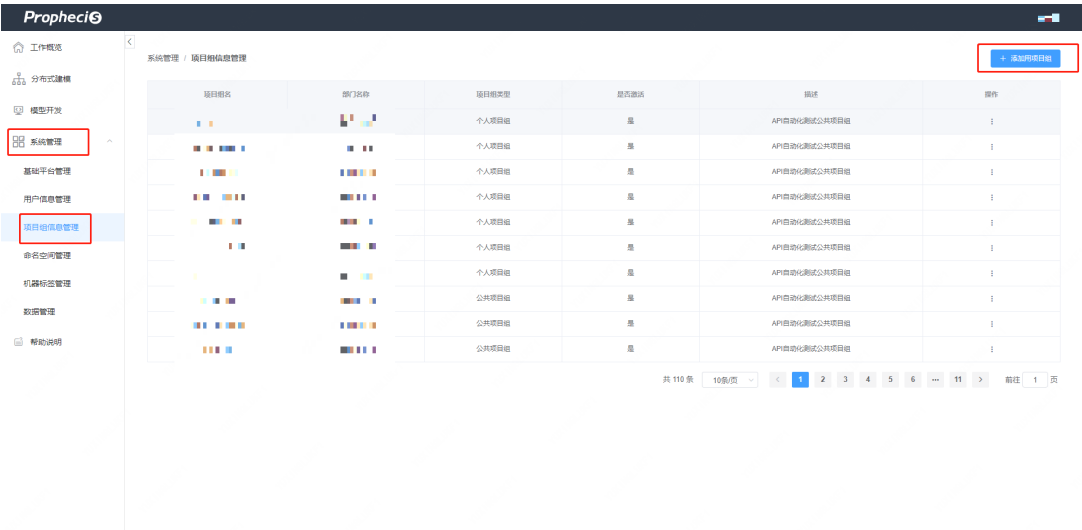 PropheciS
工作概览
系统管理 / 项目组信息管理
+ 添加用项目组
分布式建模
模型开发
系统管理
基础平台管理
用户信息管理
项目组信息管理
命名空间管理
机器标签管理
数据管理
帮助说明
项目组名 部门名称 项目组类型 是否激活 描述 操作
个人项目组 是 API自动化测试公共项目组
个人项目组 是 API自动化测试公共项目组
个人项目组 是 API自动化测试公共项目组
个人项目组 是 API自动化测试公共项目组
个人项目组 是 API自动化测试公共项目组
个人项目组 是 API自动化测试公共项目组
个人项目组 是 API自动化测试公共项目组
公共项目组 是 API自动化测试公共项目组
公共项目组 是 API自动化测试公共项目组
公共项目组 是 API自动化测试公共项目组
共 110 条 10条/页 < 1 2 3 4 5 6 ··· 11 > 前往 1 页